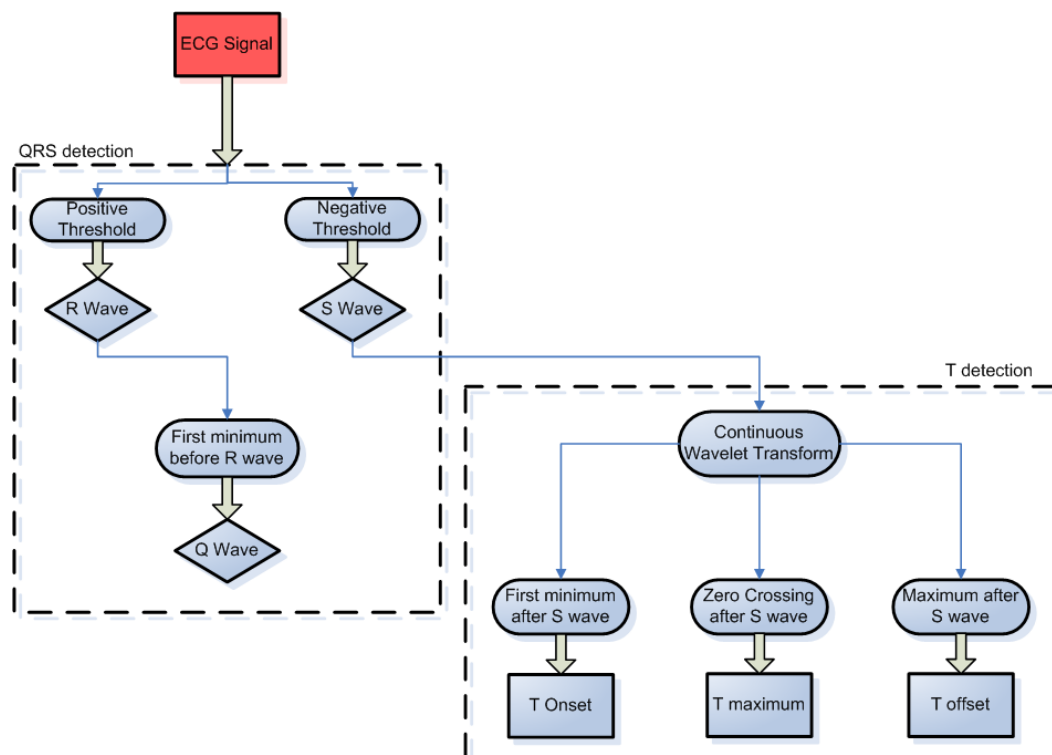 ECG Signal
QRS detection
Positive
Threshold
Negative
Threshold
R Wave
S Wave
T detection
First minimum
before R wave
Continuous
Wavelet Transform
Q Wave
First minimum
after S wave
Zero Crossing
after S wave
Maximum after
S wave
T Onset
T maximum
T offset